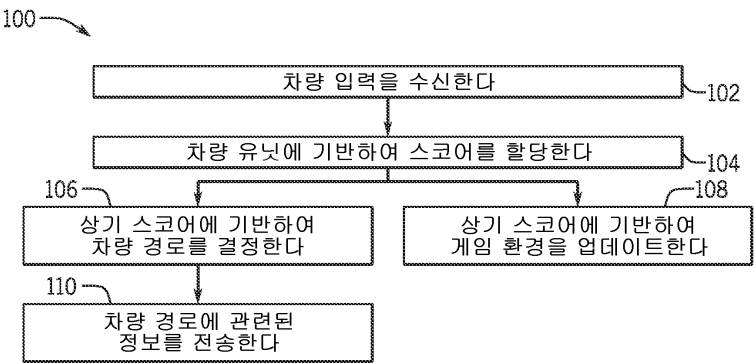 100
차량 입력을 수신한다
102
차량 유닛에 기반하여 스코어를 할당한다
104
106
108
상기 스코어에 기반하여
차량 경로를 결정한다
상기 스코어에 기반하여
게임 환경을 업데이트한다
110
차량 경로에 관련된
정보를 전송한다